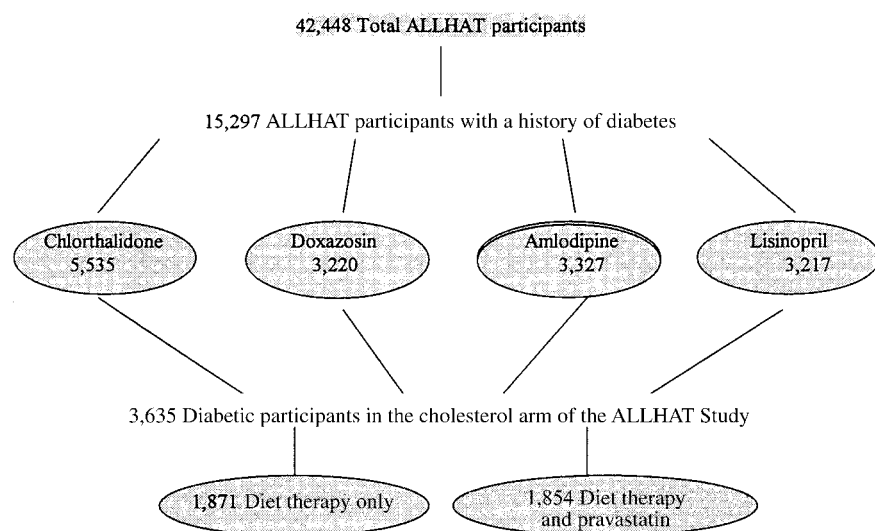 42,448 Total ALLHAT participants
15,297 ALLHAT participants with a history of diabetes
Chlorthalidone
5,535
Doxazosin
3,220
Amlodipine
3,327
Lisinopril
3,217
3,635 Diabetic participants in the cholesterol arm of the ALLHAT Study
1,871 Diet therapy only
1,854 Diet therapy
and pravastatin